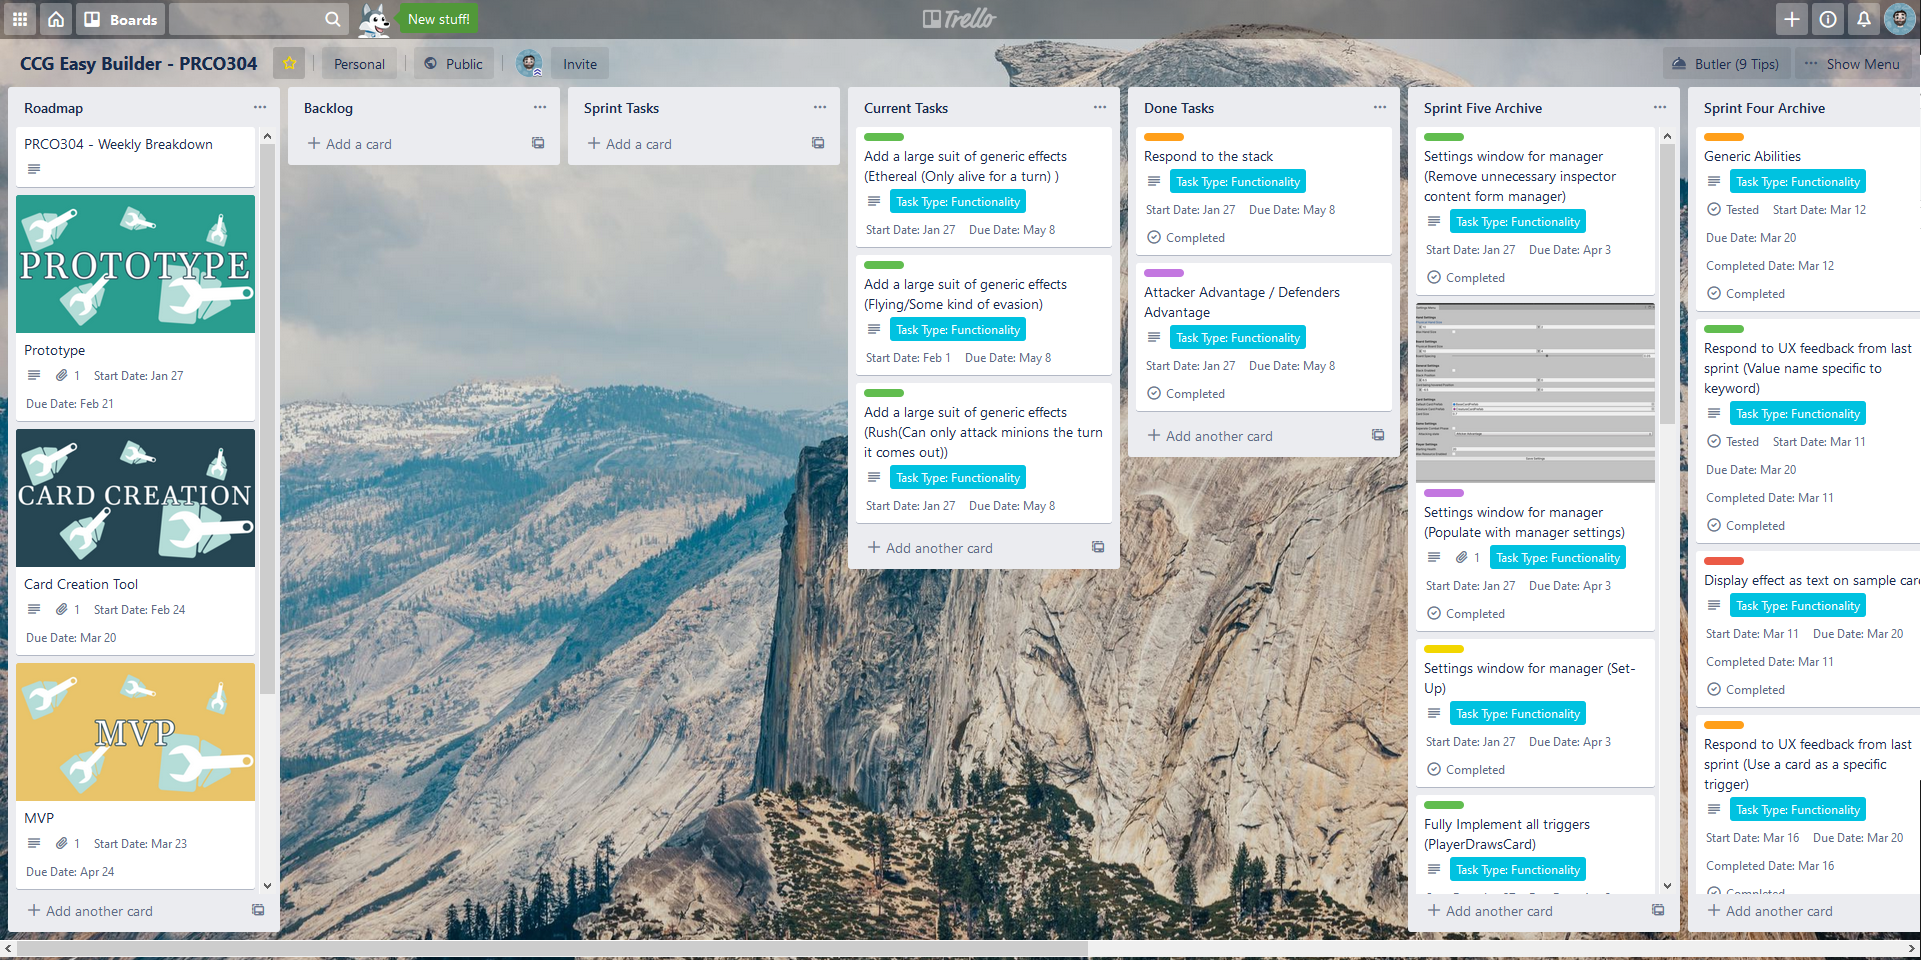 Boards
New stuff!
Trello
CCG Easy Builder - PRCO304
Personal
Public
Invite
Butler (9 Tips)
Show Menu
Roadmap
PRCO304 - Weekly Breakdown
PROTOTYPE
Prototype
1 Start Date: Jan 27
Due Date: Feb 21
CARD CREATION
Card Creation Tool
1 Start Date: Feb 24
Due Date: Mar 20
MVP
MVP
1 Start Date: Mar 23
Due Date: Apr 24
Add another card
Backlog
Add a card
Sprint Tasks
Add a card
Current Tasks
Add a large suit of generic effects
(Ethereal (Only alive for a turn) )
Task Type: Functionality
Start Date: Jan 27 Due Date: May 8
Add a large suit of generic effects
(Flying/Some kind of evasion)
Task Type: Functionality
Start Date: Feb 1 Due Date: May 8
Add a large suit of generic effects
(Rush(Can only attack minions the turn
it comes out))
Task Type: Functionality
Start Date: Jan 27 Due Date: May 8
Add another card
Done Tasks
Respond to the stack
Task Type: Functionality
Start Date: Jan 27 Due Date: May 8
Completed
Attacker Advantage / Defenders
Advantage
Task Type: Functionality
Start Date: Jan 27 Due Date: May 8
Completed
Add another card
Sprint Five Archive
Settings window for manager
(Remove unnecessary inspector
content form manager)
Task Type: Functionality
Start Date: Jan 27 Due Date: Apr 3
Completed
Settings window for manager
(Populate with manager settings)
1 Task Type: Functionality
Start Date: Jan 27 Due Date: Apr 3
Completed
Settings window for manager (Set-
Up)
Task Type: Functionality
Start Date: Jan 27 Due Date: Apr 3
Completed
Fully Implement all triggers
(PlayerDrawsCard)
Task Type: Functionality
Add another card
Sprint Four Archive
Generic Abilities
Task Type: Functionality
Tested Start Date: Mar 12
Due Date: Mar 20
Completed Date: Mar 12
Completed
Respond to UX feedback from last
sprint (Value name specific to
keyword)
Task Type: Functionality
Tested Start Date: Mar 11
Due Date: Mar 20
Completed Date: Mar 11
Completed
Display effect as text on sample card
Task Type: Functionality
Start Date: Mar 11 Due Date: Mar 20
Completed Date: Mar 11
Completed
Respond to UX feedback from last
sprint (Use a card as a specific
trigger)
Task Type: Functionality
Start Date: Mar 16 Due Date: Mar 20
Completed Date: Mar 16
Completed
Add another card